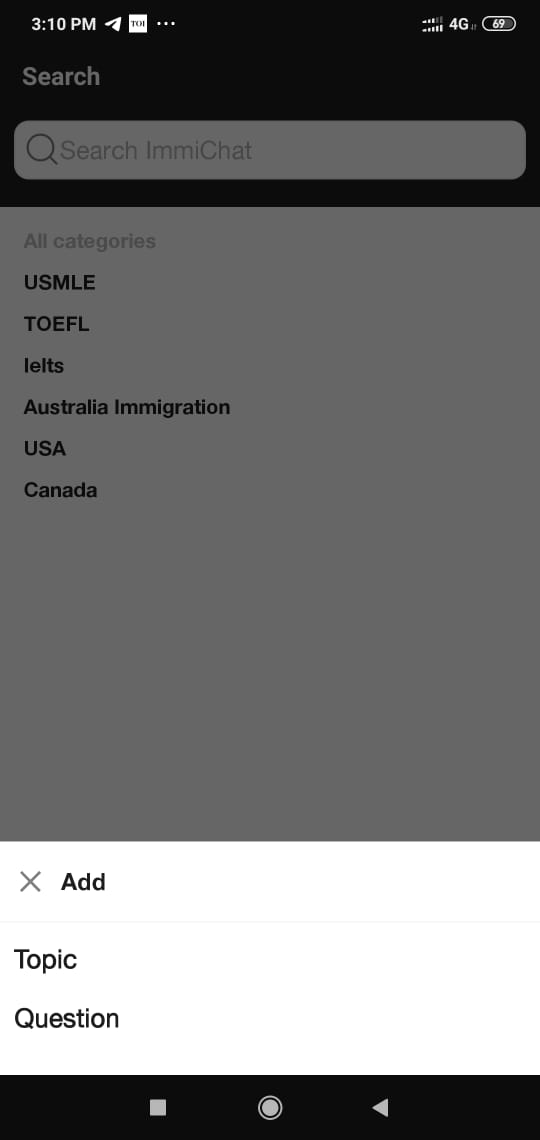 3:10 PM TOI ... 4G 69
Search
Search ImmiChat
All categories
USMLE
TOEFL
Ielts
Australia Immigration
USA
Canada
Add
Topic
Question